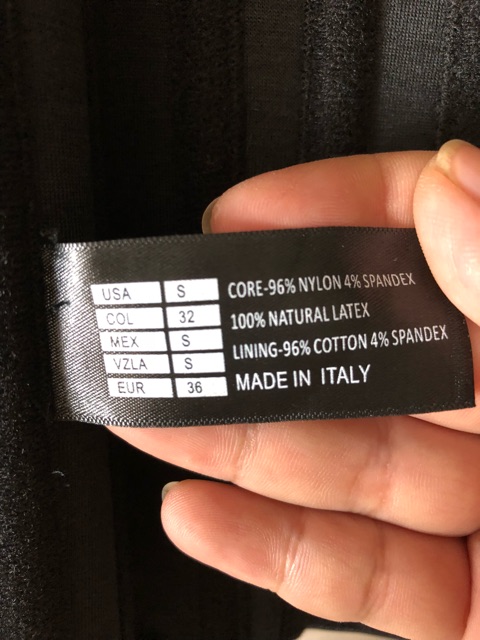 USA S
COL 32
MEX S
VZLA S
EUR 36
CORE-96% NYLON 4% SPANDEX
100% NATURAL LATEX
LINING-96% COTTON 4% SPANDEX
MADE IN ITALY